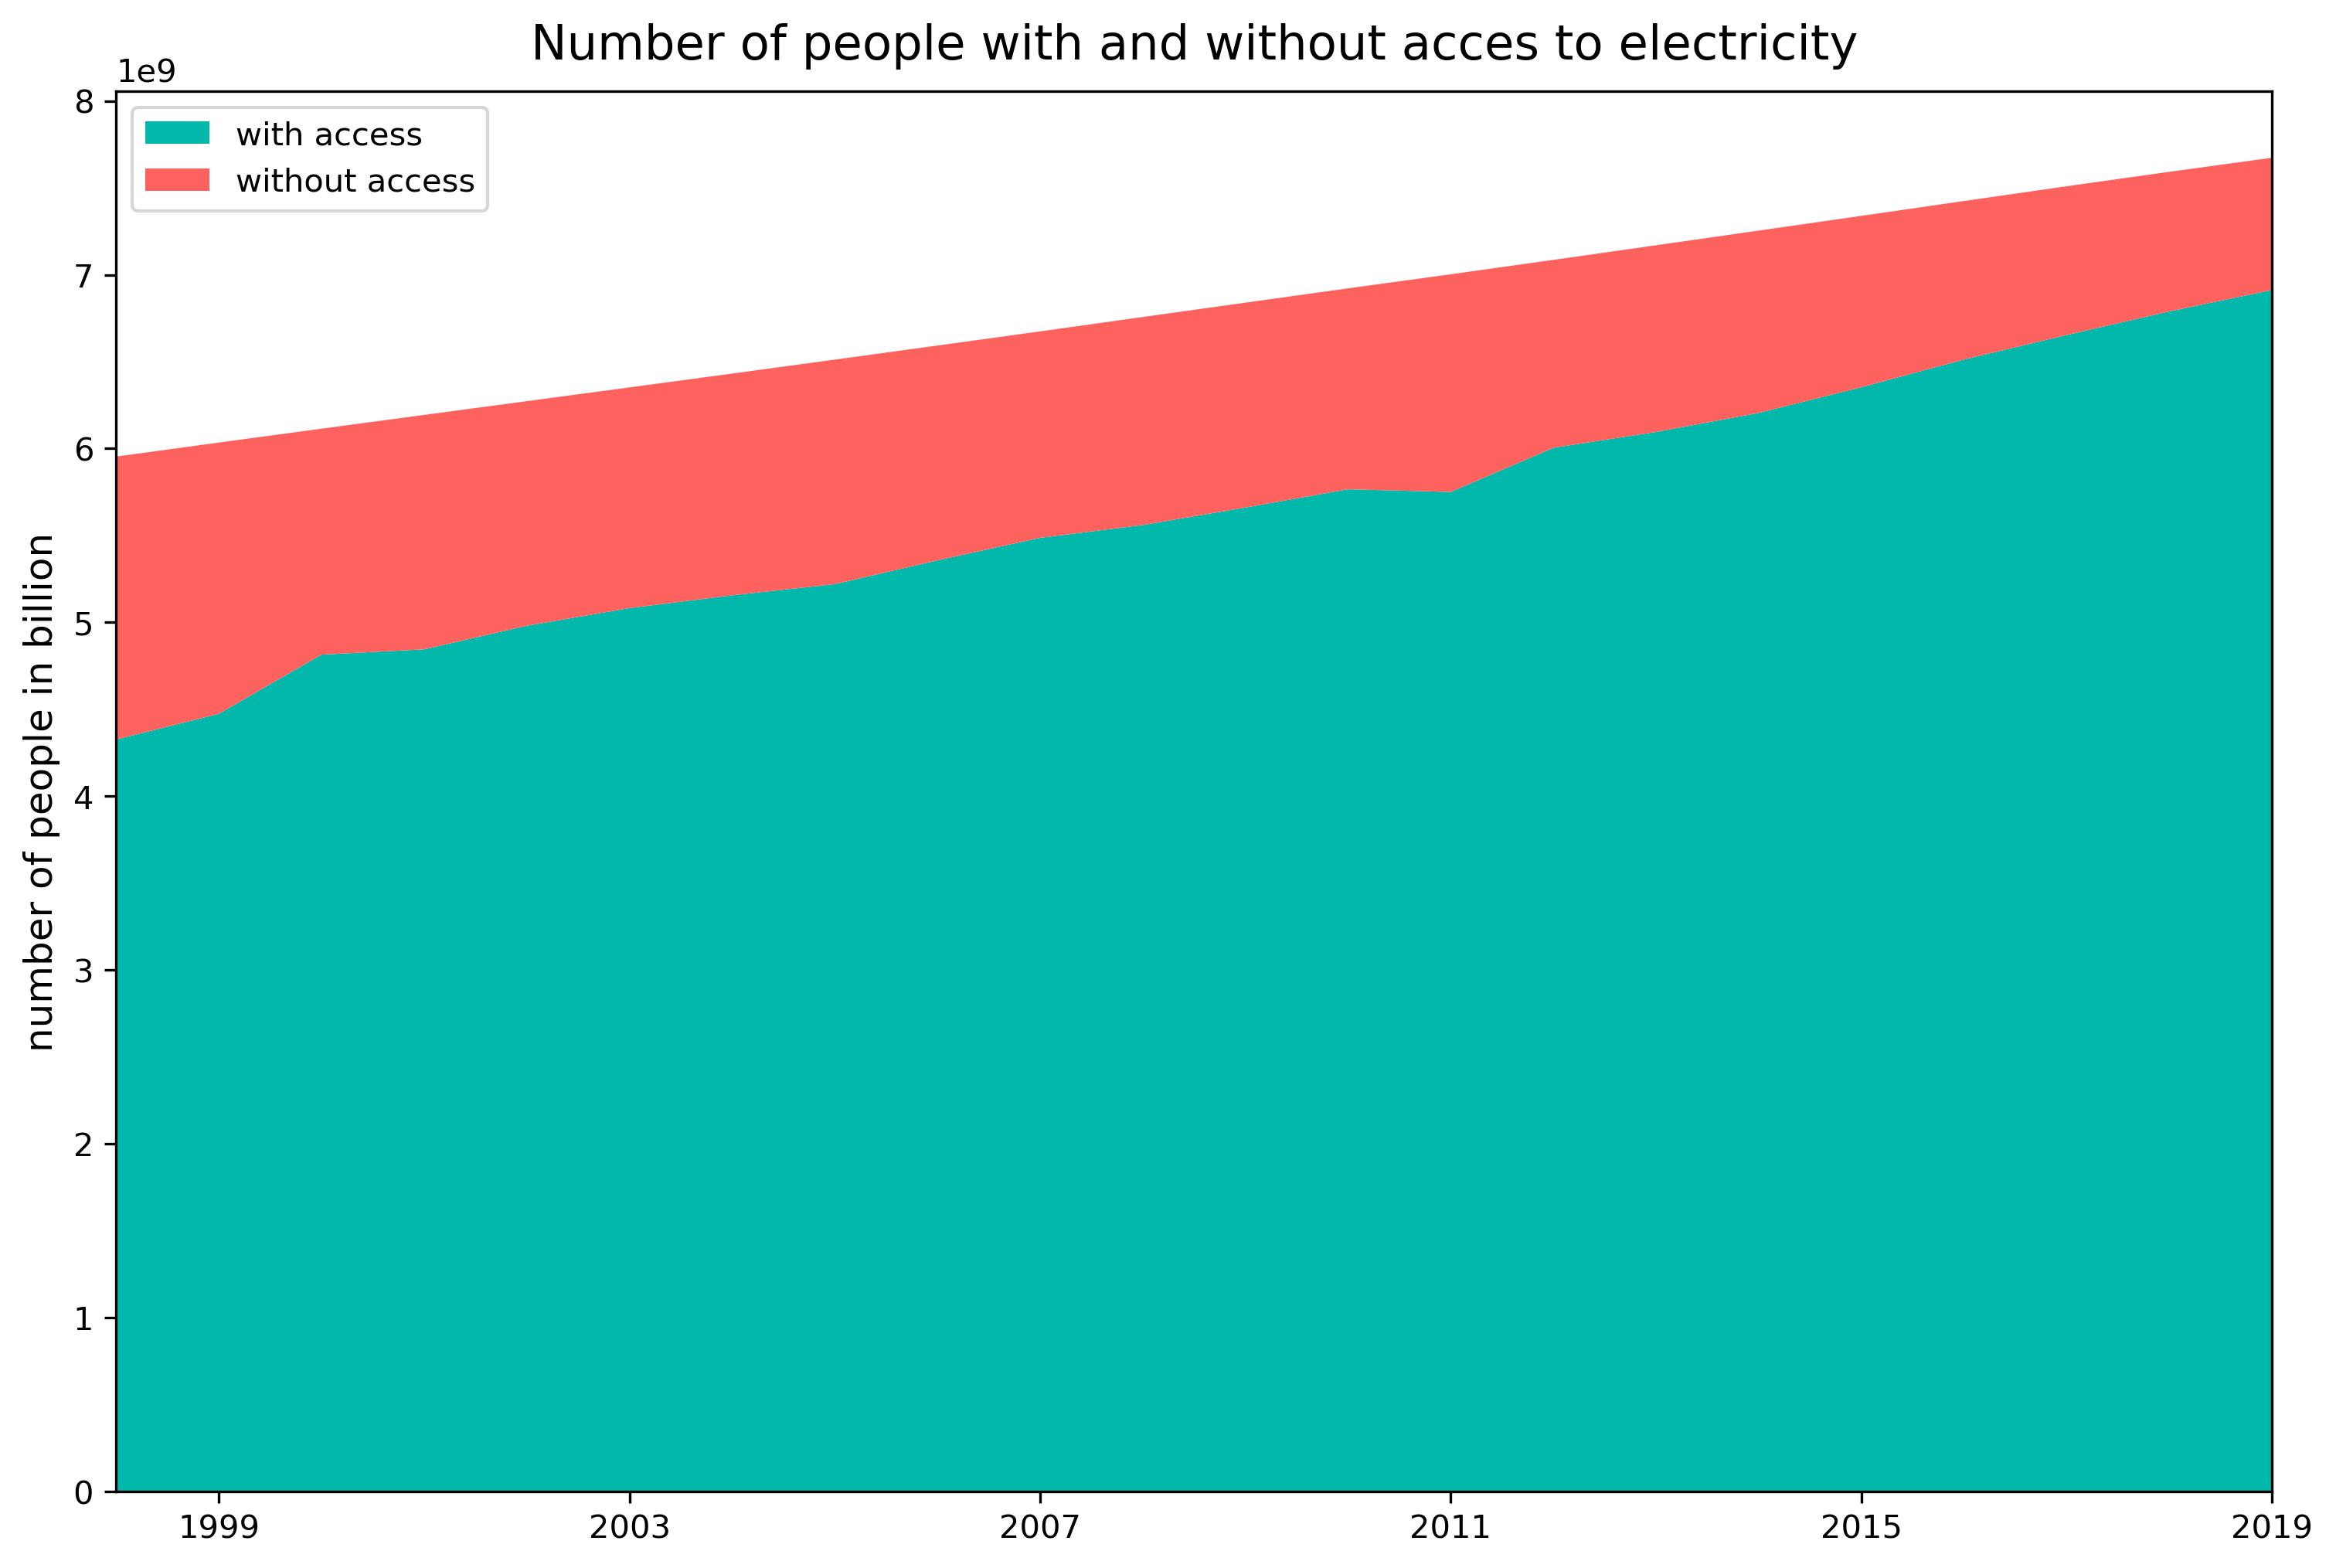 Number of people with and without acces to electricity
1e9
with access
without access
number of people in billion
8
7
6
5
4
3
2
1
0
1999 2003 2007 2011 2015 2019